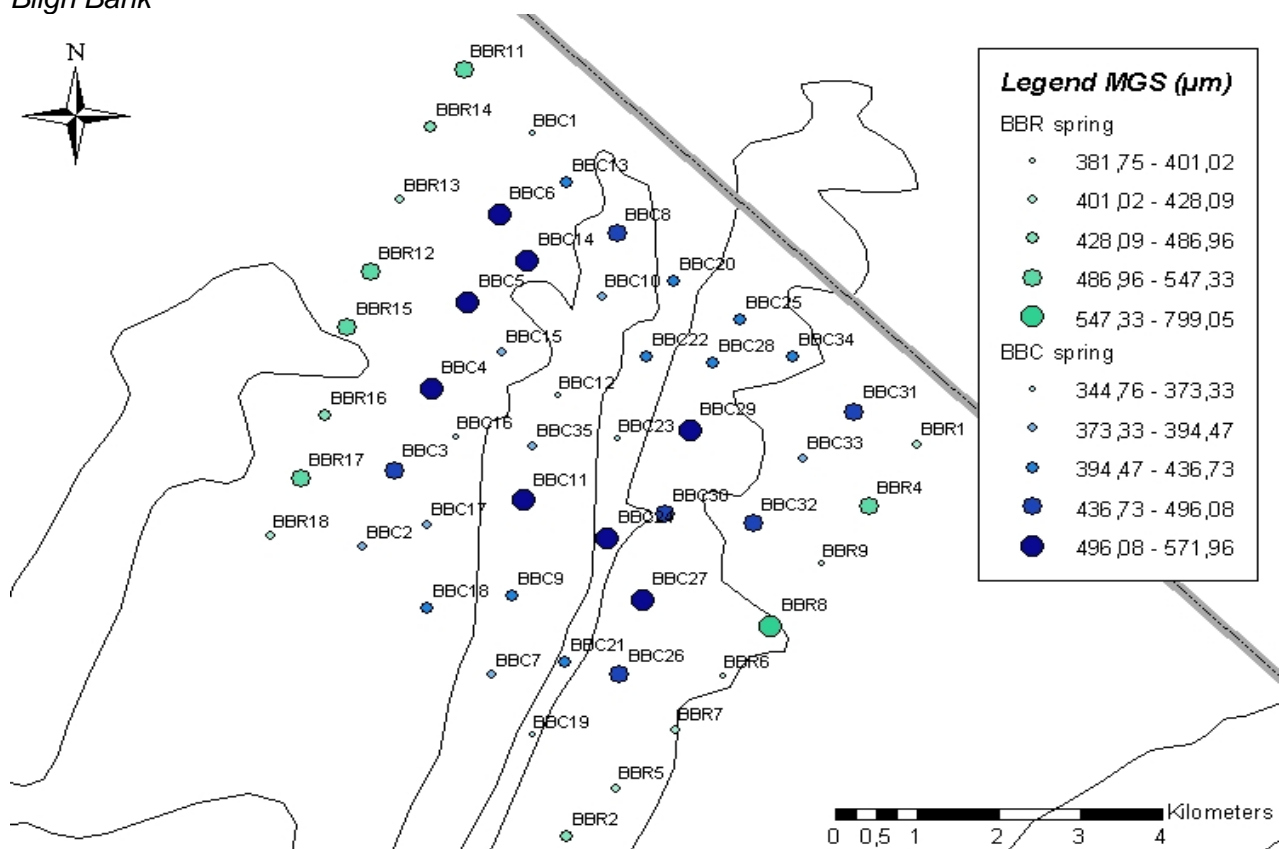 Bligh Bank
N
BBR11
BBR14
BBC1
BBC13
BBR13
BBC6
BBC8
BBC14
BBR12
BBC20
BBC5
BBC10
BBC25
BBR15
BBC15
BBC22
BBC28
BBC34
BBC4
BBC12
BBR16
BBC31
BBC29
BBC16
BBC35
BBC23
BBR1
BBC3
BBR17
BBC33
BBC11
BBC30
BBR4
BBC17
BBC24
BBC32
BBR18
BBC2
BBR9
BBC18
BBC9
BBC27
BBR8
BBC21
BBC7
BBC26
BBR6
BBC19
BBR7
BBR5
BBR2
Legend MGS (µm)
BBR spring
381,75 - 401,02
401,02 - 428,09
428,09 - 486,96
486,96 - 547,33
547,33 - 799,05
BBC spring
344,76 - 373,33
373,33 - 394,47
394,47 - 436,73
436,73 - 496,08
496,08 - 571,96
Kilometers
0 0,5 1 2 3 4